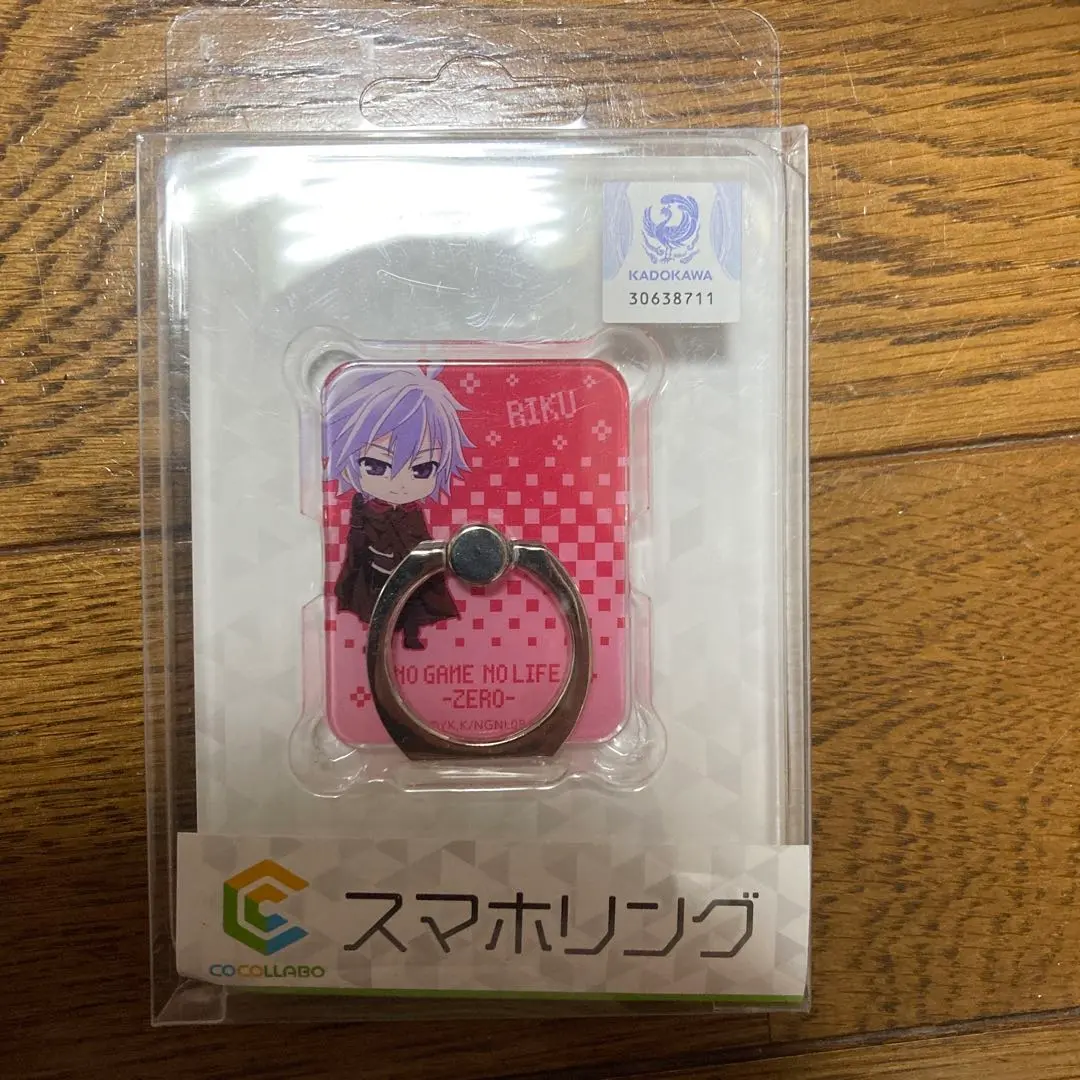 KADOKAWA
30638711
RIKU
NO GAME NO LIFE
-ZERO-
スマホリング
COCOLLABO